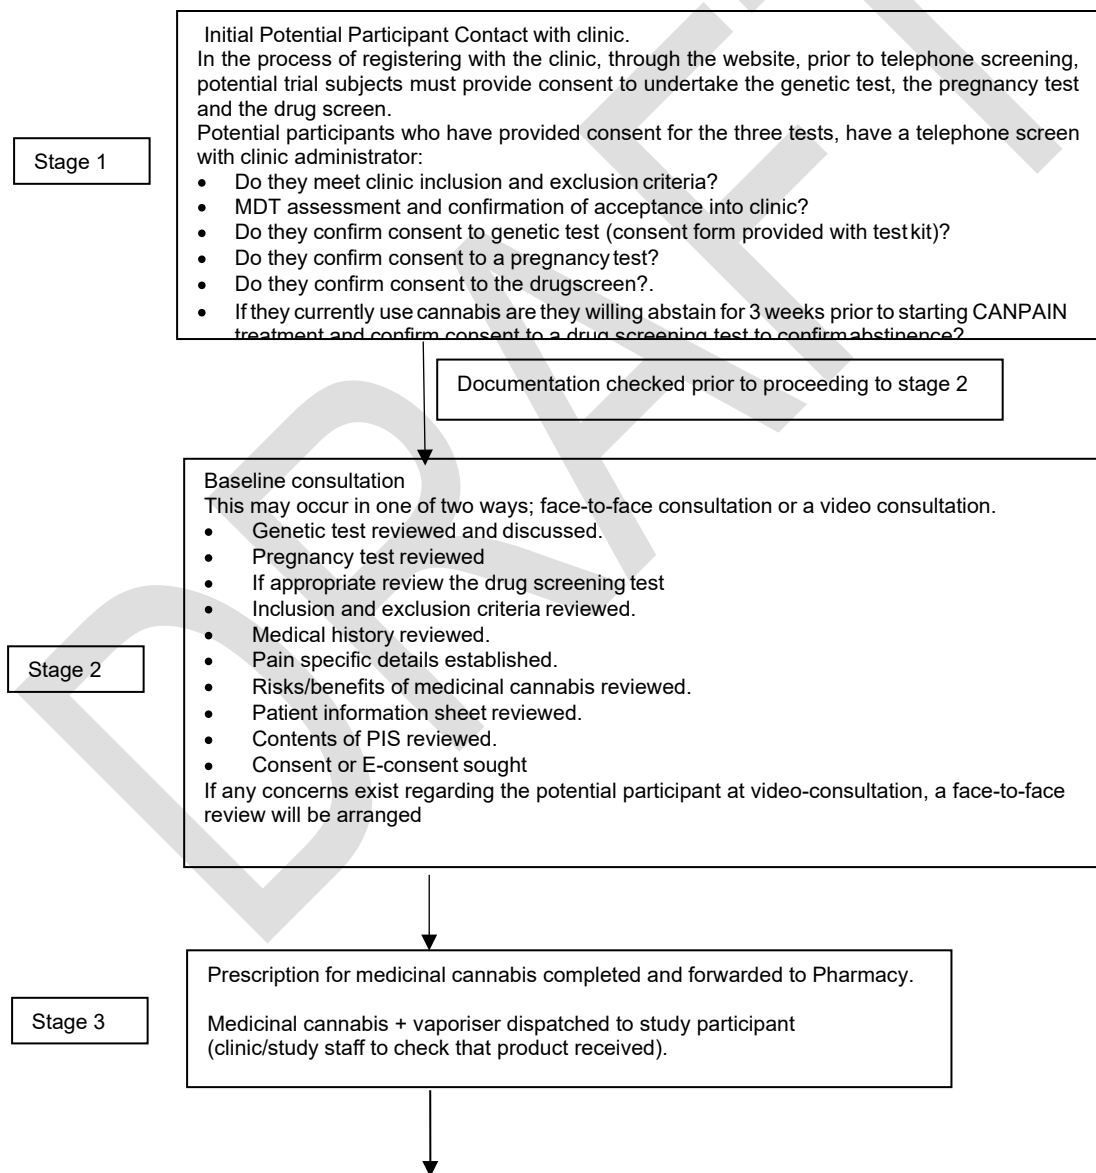 Initial Potential Participant Contact with clinic.
In the process of registering with the clinic, through the website, prior to telephone screening,
potential trial subjects must provide consent to undertake the genetic test, the pregnancy test
and the drug screen.
Potential participants who have provided consent for the three tests, have a telephone screen
with clinic administrator:
• Do they meet clinic inclusion and exclusion criteria?
• MDT assessment and confirmation of acceptance into clinic?
• Do they confirm consent to genetic test (consent form provided with testkit)?
• Do they confirm consent to a pregnancy test?
• Do they confirm consent to the drugscreen?.
• If they currently use cannabis are they willing abstain for 3 weeks prior to starting CANPAIN
treatment and confirm consent to a drug screening test to confirmabstinence?
Stage 1
Documentation checked prior to proceeding to stage 2
Baseline consultation
This may occur in one of two ways; face-to-face consultation or a video consultation.
• Genetic test reviewed and discussed.
• Pregnancy test reviewed
• If appropriate review the drug screening test
• Inclusion and exclusion criteria reviewed.
• Medical history reviewed.
• Pain specific details established.
• Risks/benefits of medicinal cannabis reviewed.
• Patient information sheet reviewed.
• Contents of PIS reviewed.
• Consent or E-consent sought
If any concerns exist regarding the potential participant at video-consultation, a face-to-face
review will be arranged
Stage 2
Prescription for medicinal cannabis completed and forwarded to Pharmacy.
Medicinal cannabis + vaporiser dispatched to study participant
(clinic/study staff to check that product received).
Stage 3
DRAFT